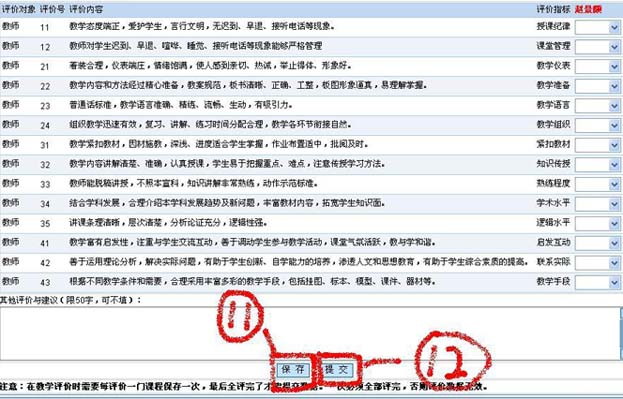 评价对象 评价号 评价内容 评价指标 赵景颐
教师 11 教学态度端正，爱护学生，言行文明，无迟到、早退、接听电话等现象。 授课纪律
教师 12 教师对学生迟到、早退、喧哗、睡觉、接听电话等现象能够严格管理 课堂管理
教师 21 著装合理，仪表端庄，情绪饱满，使人感到亲切、热诚，举止得体、形象好。 教学仪表
教师 22 教学内容和方法经过精心准备，教案规范，板书清晰、正确、工整，板图形象逼真，易理解掌握。 教学准备
教师 23 普通话标准，教学语言准确、精练、流畅、生动，有吸引力。 教学语言
教师 24 组织教学迅速有效，复习、讲解、练习时间分配合理，教学各环节衔接自然。 教学组织
教师 31 教学紧扣教材，因材施教，深浅、进度适合学生掌握，作业布置适中，批阅及时。 紧扣教材
教师 32 教学内容讲解清楚、准确，认真授课，学生易于把握重点、难点，注意传授学习方法。 知识传授
教师 33 教师能脱稿讲授，不照本宣科，知识讲解非常熟练，动作示范标准。 熟练程度
教师 34 结合学科发展，合理介绍本学科发展趋势及新问题，丰富教材内容，拓宽学生知识面。 学术水平
教师 35 讲课条理清晰，层次清楚，分析论证充分，逻辑性强。 逻辑水平
教师 41 教学富有启发性，注重与学生交流互动，善于调动学生参与教学活动，课堂气氛活跃，教与学和谐。 启发互动
教师 42 善于运用理论分析，解决实际问题，有助于学生创新、自学能力的培养，渗透人文和思想教育，有助于学生综合素质的提高。 联系实际
教师 43 根据不同教学条件和需要，合理采用丰富多彩的教学手段，包括挂图、标本、模型、课件、器材等。 教学手段
其他评价与建议（限50字，可不填）：
11 12
保存 提交
注意：在教学评价时需要每评价一门课程保存一次，最后全评完了才能提交数据。一次必须全部评完，否则评价数据无效。